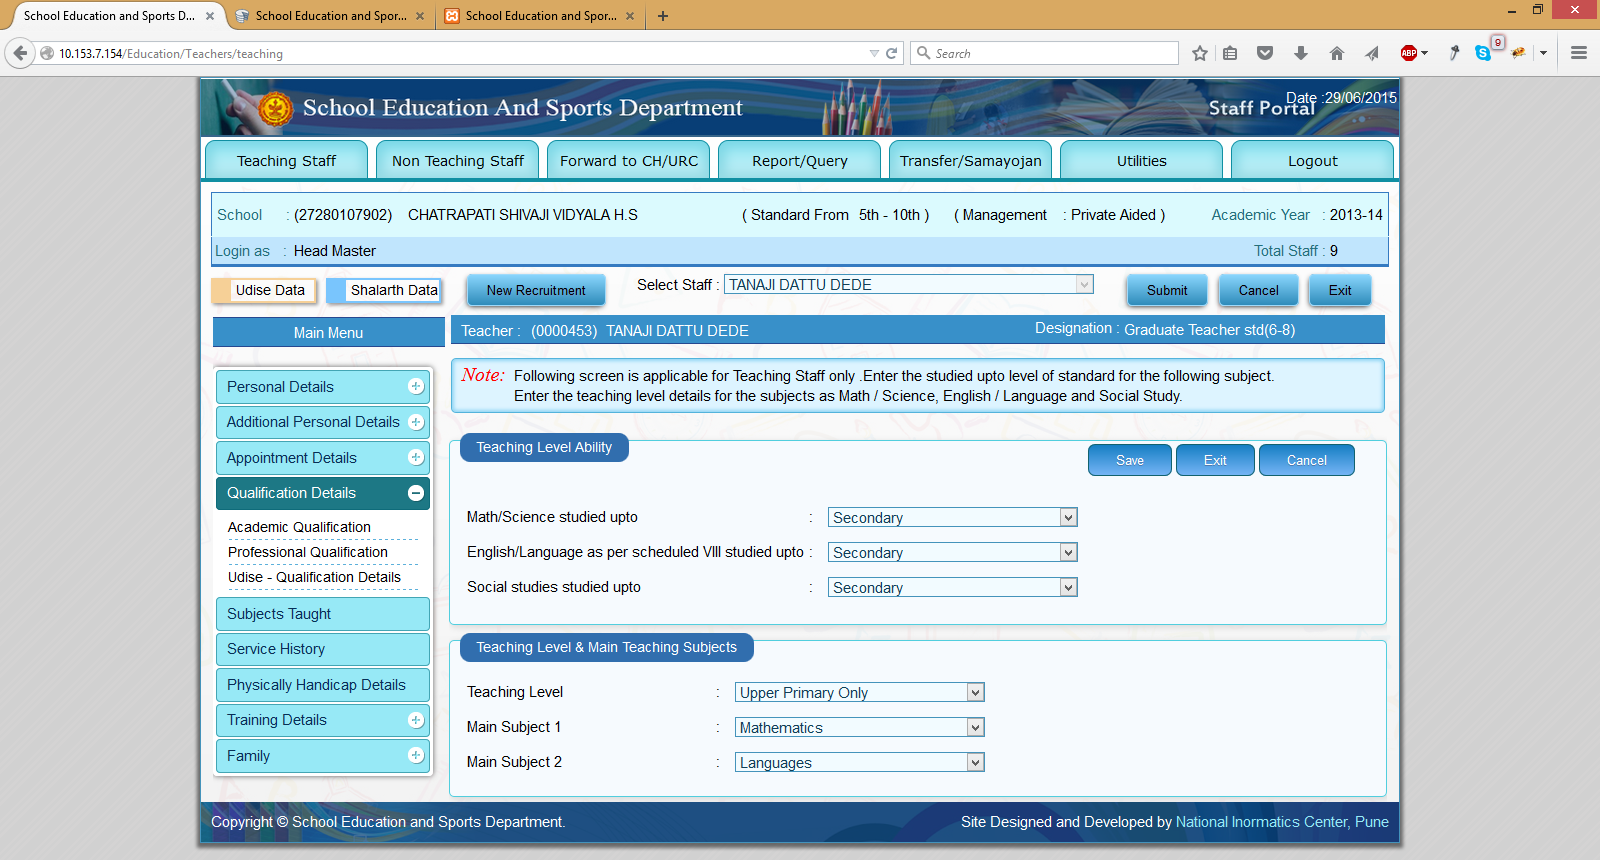 School Education and Sports D... × School Education and Spor... × School Education and Spor... × +
10.153.7.154/Education/Teachers/teaching Search ABP 9
School Education And Sports Department
Date :29/06/2015
Staff Portal
Teaching Staff Non Teaching Staff Forward to CH/URC Report/Query Transfer/Samayojan Utilities Logout
School : (27280107902) CHATRAPATI SHIVAJI VIDYALA H.S ( Standard From 5th - 10th ) ( Management : Private Aided ) Academic Year : 2013-14
Login as : Head Master Total Staff : 9
Udise Data Shalarth Data New Recruitment Select Staff : TANAJI DATTU DEDE Submit Cancel Exit
Main Menu
Teacher : (0000453) TANAJI DATTU DEDE Designation : Graduate Teacher std(6-8)
Note: Following screen is applicable for Teaching Staff only .Enter the studied upto level of standard for the following subject.
Enter the teaching level details for the subjects as Math / Science, English / Language and Social Study.
Personal Details
Additional Personal Details
Appointment Details
Qualification Details
Academic Qualification
Professional Qualification
Udise - Qualification Details
Subjects Taught
Service History
Physically Handicap Details
Training Details
Family
Teaching Level Ability
Save Exit Cancel
Math/Science studied upto : Secondary
English/Language as per scheduled VIII studied upto : Secondary
Social studies studied upto : Secondary
Teaching Level & Main Teaching Subjects
Teaching Level : Upper Primary Only
Main Subject 1 : Mathematics
Main Subject 2 : Languages
Copyright © School Education and Sports Department. Site Designed and Developed by National Inormatics Center, Pune